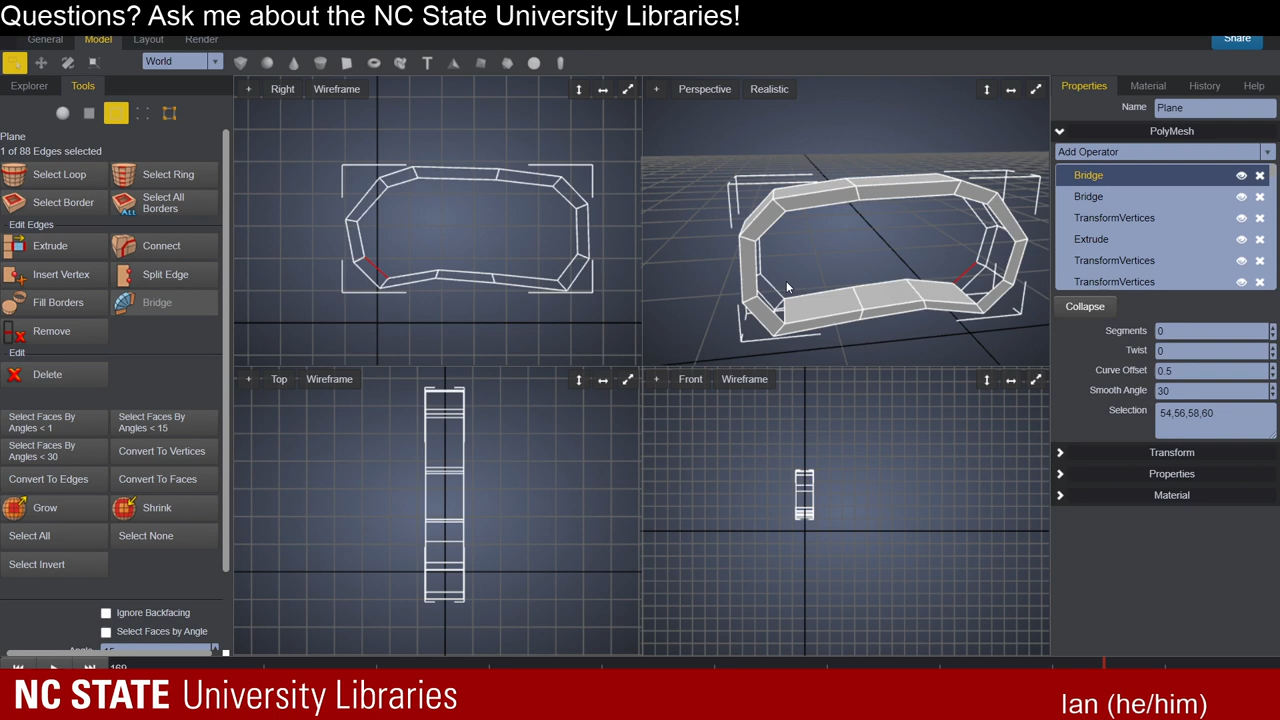 Questions? Ask me about the NC State University Libraries!
General Model Layout Render Share
World
Explorer Tools
Right Wireframe
Perspective Realistic
Properties Material History Help
Name Plane
Plane
1 of 88 Edges selected
Select Loop Select Ring
Select Border Select All Borders
Edit Edges
Extrude Connect
Insert Vertex Split Edge
Fill Borders Bridge
Remove
Edit
Delete
Select Faces By Angles < 1 Select Faces By Angles < 15
Select Faces By Angles < 30 Convert To Vertices
Convert To Edges Convert To Faces
Grow Shrink
Select All Select None
Select Invert
Ignore Backfacing
Select Faces by Angle
Top Wireframe
Front Wireframe
PolyMesh
Add Operator
Bridge
Bridge
TransformVertices
Extrude
TransformVertices
TransformVertices
Collapse
Segments 0
Twist 0
Curve Offset 0.5
Smooth Angle 30
Selection 54,56,58,60
Transform
Properties
Material
169
NC STATE University Libraries
Ian (he/him)